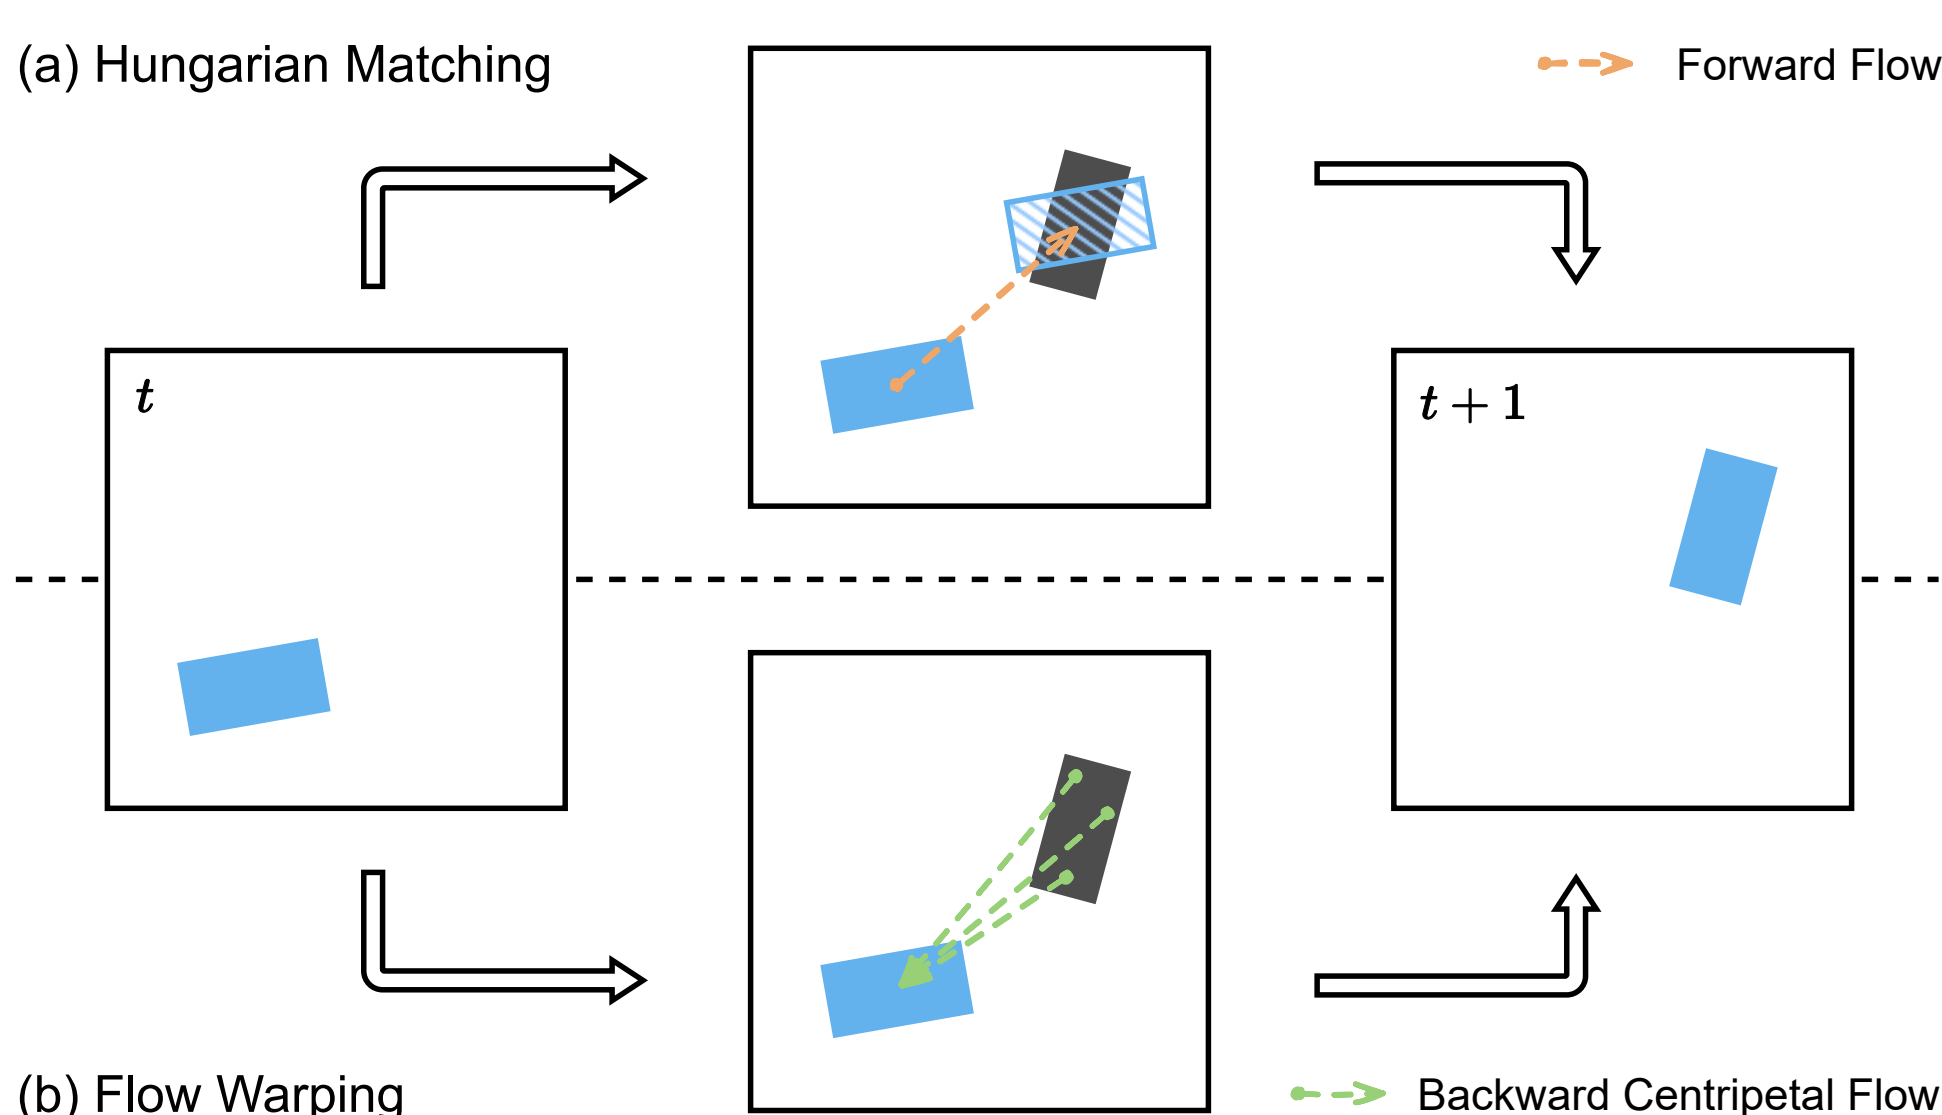 (a) Hungarian Matching
Forward Flow
t
t + 1
(b) Flow Warping
Backward Centripetal Flow